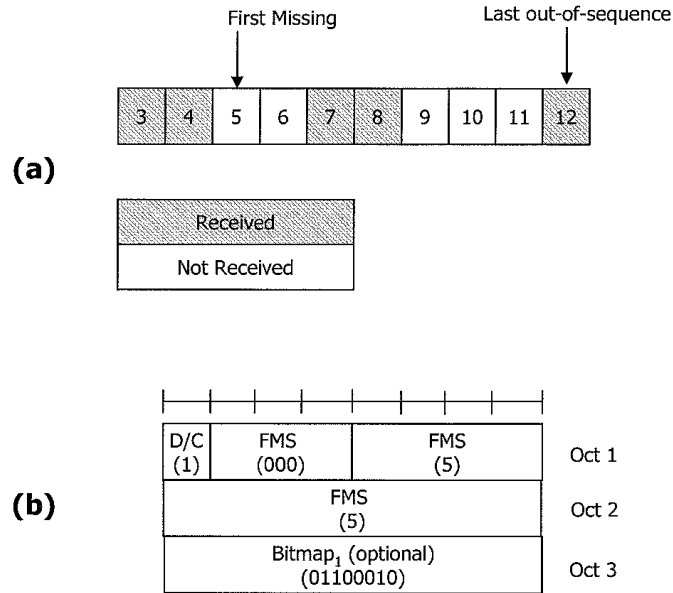 First Missing
Last out-of-sequence
3 4 5 6 7 8 9 10 11 12
(a)
Received
Not Received
D/C FMS FMS
(1) (000) (5)
Oct 1
(b)
FMS
(5)
Oct 2
Bitmap1 (optional)
(01100010)
Oct 3